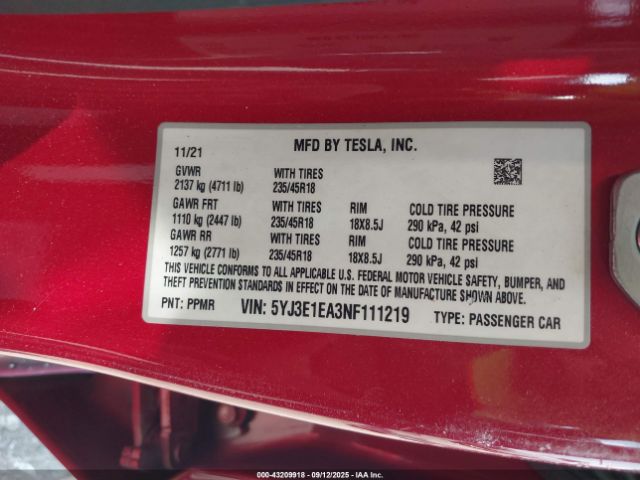 11/21 MFD BY TESLA, INC.
GVWR WITH TIRES
2137 kg (4711 lb) 235/45R18
GAWR FRT WITH TIRES RIM COLD TIRE PRESSURE
1110 kg (2447 lb) 235/45R18 18X8.5J 290 kPa, 42 psi
GAWR RR WITH TIRES RIM COLD TIRE PRESSURE
1257 kg (2771 lb) 235/45R18 18X8.5J 290 kPa, 42 psi
THIS VEHICLE CONFORMS TO ALL APPLICABLE U.S. FEDERAL MOTOR VEHICLE SAFETY, BUMPER, AND
THEFT PREVENTION STANDARDS IN EFFECT ON THE DATE OF MANUFACTURE SHOWN ABOVE.
PNT: PPMR VIN: 5YJ3E1EA3NF111219 TYPE: PASSENGER CAR
000-43209918 - 09/12/2025 - IAA Inc.